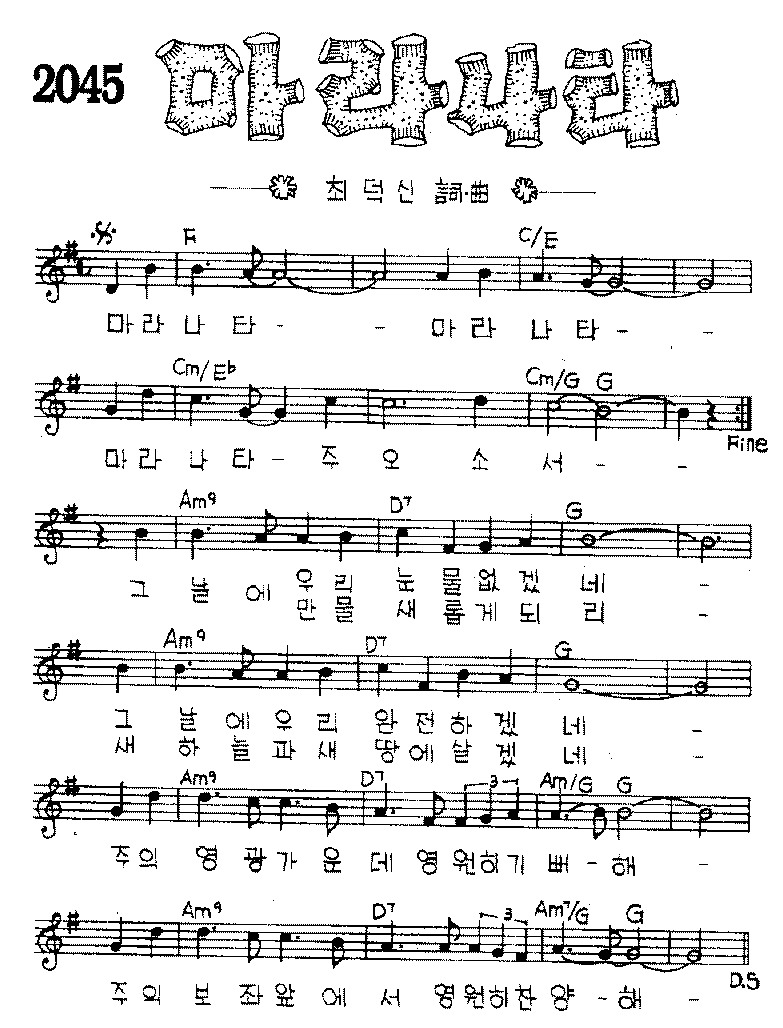 2045 마라나타
최덕신 詞·曲
F C/E
마 라 나 타 - - 마 라 나 타 - -
Cm/E♭ Cm/G G
Fine
마 라 나 타 - 주 오 소 서 - -
Am9 D7 G
그 날 에 우 리 눈 물 없 겠 네 -
만 물 새 롭 게 되 리 -
Am9 D7 G
그 날 에 우 리 완 전 하 겠 네 -
새 하 늘 과 새 땅 에 살 겠 네 -
Am9 D7 3 Am/G G
주 의 영 광 가 운 데 영 원 히 기 뻐 - 해 -
Am9 D7 3 Am7/G G
D.S
주 의 보 좌 앞 에 서 영 원 히 찬 양 - 해 -